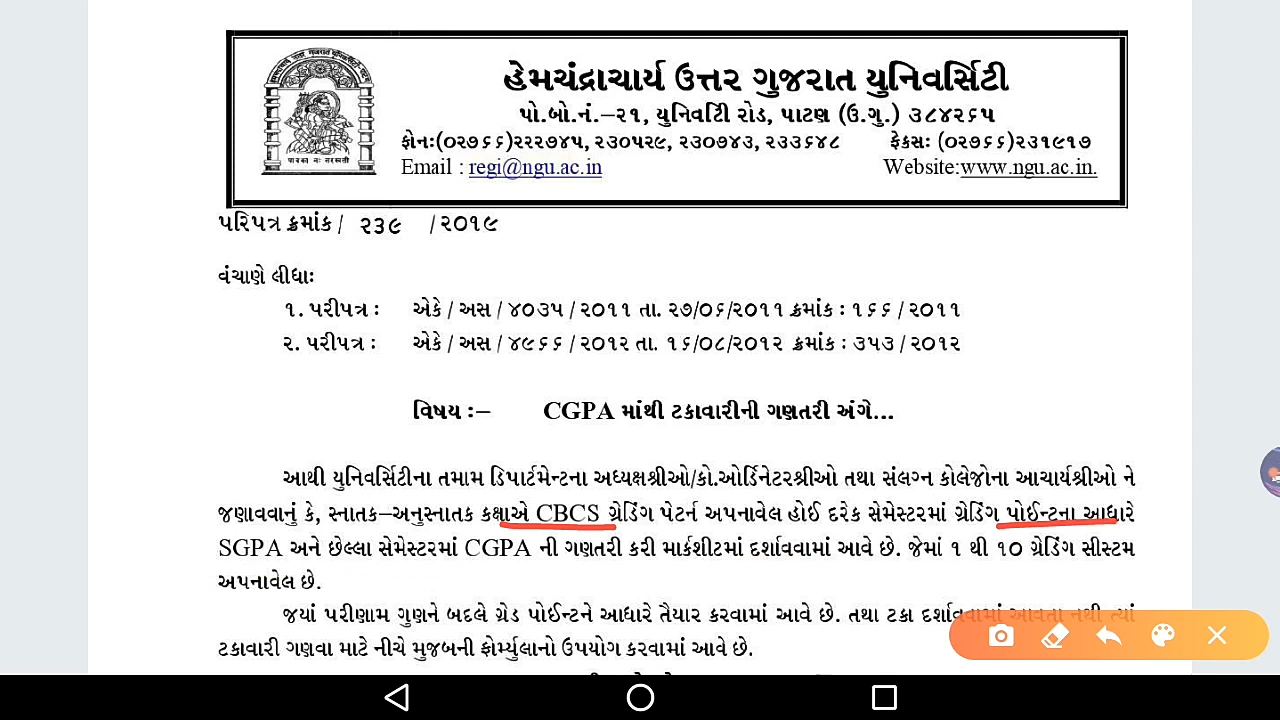 હેમચંદ્રાચાર્ય ઉત્તર ગુજરાત યુનિવર્સિટી
પો.બો.નં.–૨૧, યુનિવર્ટિી રોડ, પાટણ (ઉ.ગુ.) ૩૮૪૨૬૫
ફોનઃ(૦૨૭૬૬)૨૨૨૭૪૫, ૨૩૦૫૨૯, ૨૩૦૭૪૩, ૨૩૩૬૪૮ ફેકસઃ (૦૨૭૬૬)૨૩૧૯૧૭
Email : regi@ngu.ac.in Website:www.ngu.ac.in.
પરિપત્ર ક્રમાંક / ૨૩૯ / ૨૦૧૯
વંચાણે લીધાઃ
૧. પરીપત્ર : એકે / અસ / ૪૦૩૫ / ૨૦૧૧ તા. ૨૭/૦૬/૨૦૧૧ ક્રમાંક : ૧૬૬ / ૨૦૧૧
૨. પરીપત્ર : એકે / અસ / ૪૯૬૬ / ૨૦૧૨ તા. ૧૬/૦૮/૨૦૧૨ ક્રમાંક : ૩૫૩ / ૨૦૧૨
વિષય :– CGPA માંથી ટકાવારીની ગણતરી અંગે...
આથી યુનિવર્સિટીના તમામ ડિપાર્ટમેન્ટના અધ્યક્ષશ્રીઓ/કો.ઓર્ડિનેટરશ્રીઓ તથા સંલગ્ન કોલેજોના આચાર્યશ્રીઓ ને
જણાવવાનું કે, સ્નાતક–અનુસ્નાતક કક્ષાએ CBCS ગ્રેડિંગ પેટર્ન અપનાવેલ હોઈ દરેક સેમેસ્ટરમાં ગ્રેડિંગ પોઈન્ટના આધારે
SGPA અને છેલ્લા સેમેસ્ટરમાં CGPA ની ગણતરી કરી માર્કશીટમાં દર્શાવવામાં આવે છે. જેમાં ૧ થી ૧૦ ગ્રેડિંગ સીસ્ટમ
અપનાવેલ છે.
જયાં પરીણામ ગુણને બદલે ગ્રેડ પોઈન્ટને આધારે તૈયાર કરવામાં આવે છે. તથા ટકા દર્શાવવામાં આવતા નથી ત્યાં
ટકાવારી ગણવા માટે નીચે મુજબની ફોર્મ્યુલાનો ઉપયોગ કરવામાં આવે છે.